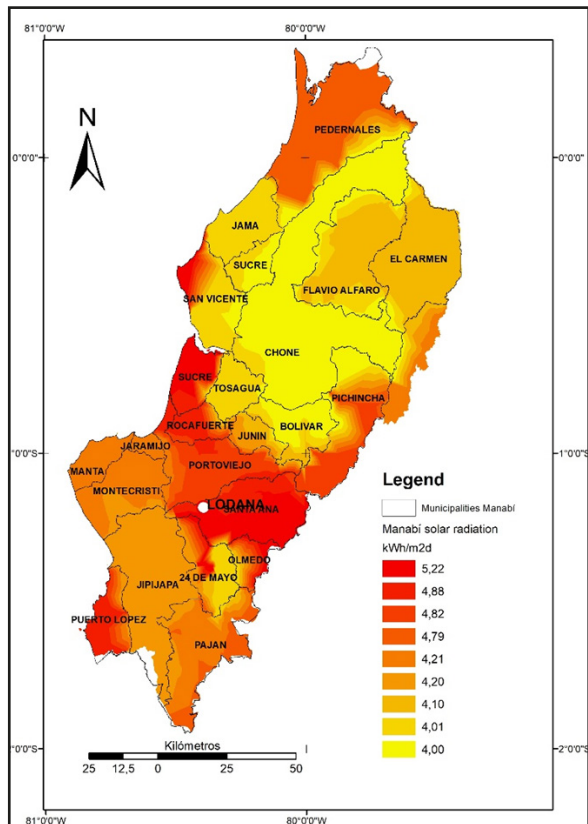 81°0'0"W
80°0'0"W
N
PEDERNALES
0°0'0"
0°0'0"
JAMA
EL CARMEN
SUCRE
FLAVIO ALFARO
SAN VICENTE
CHONE
SUCRE
TOSAGUA
PICHINCHA
ROCAFUERTE
BOLIVAR
JUNIN
JARAMIJO
1°0'0"S
°0'0"S
PORTOVIEJO
MANTA
MONTECRISTI
LODANA
SANTA ANA
OLMEDO
24 DE MAYO
JIPIJAPA
PUERTO LOPEZ
PAJAN
Legend
Municipalities Manabí
Manabí solar radiation
kWh/m2d
5,22
4,88
4,82
4,79
4,21
4,20
4,10
4,01
4,00
Kilómetros
25 12,5 0 25 50
°0'0"S
2°0'0"S
81°0'0"W
80°0'0"W